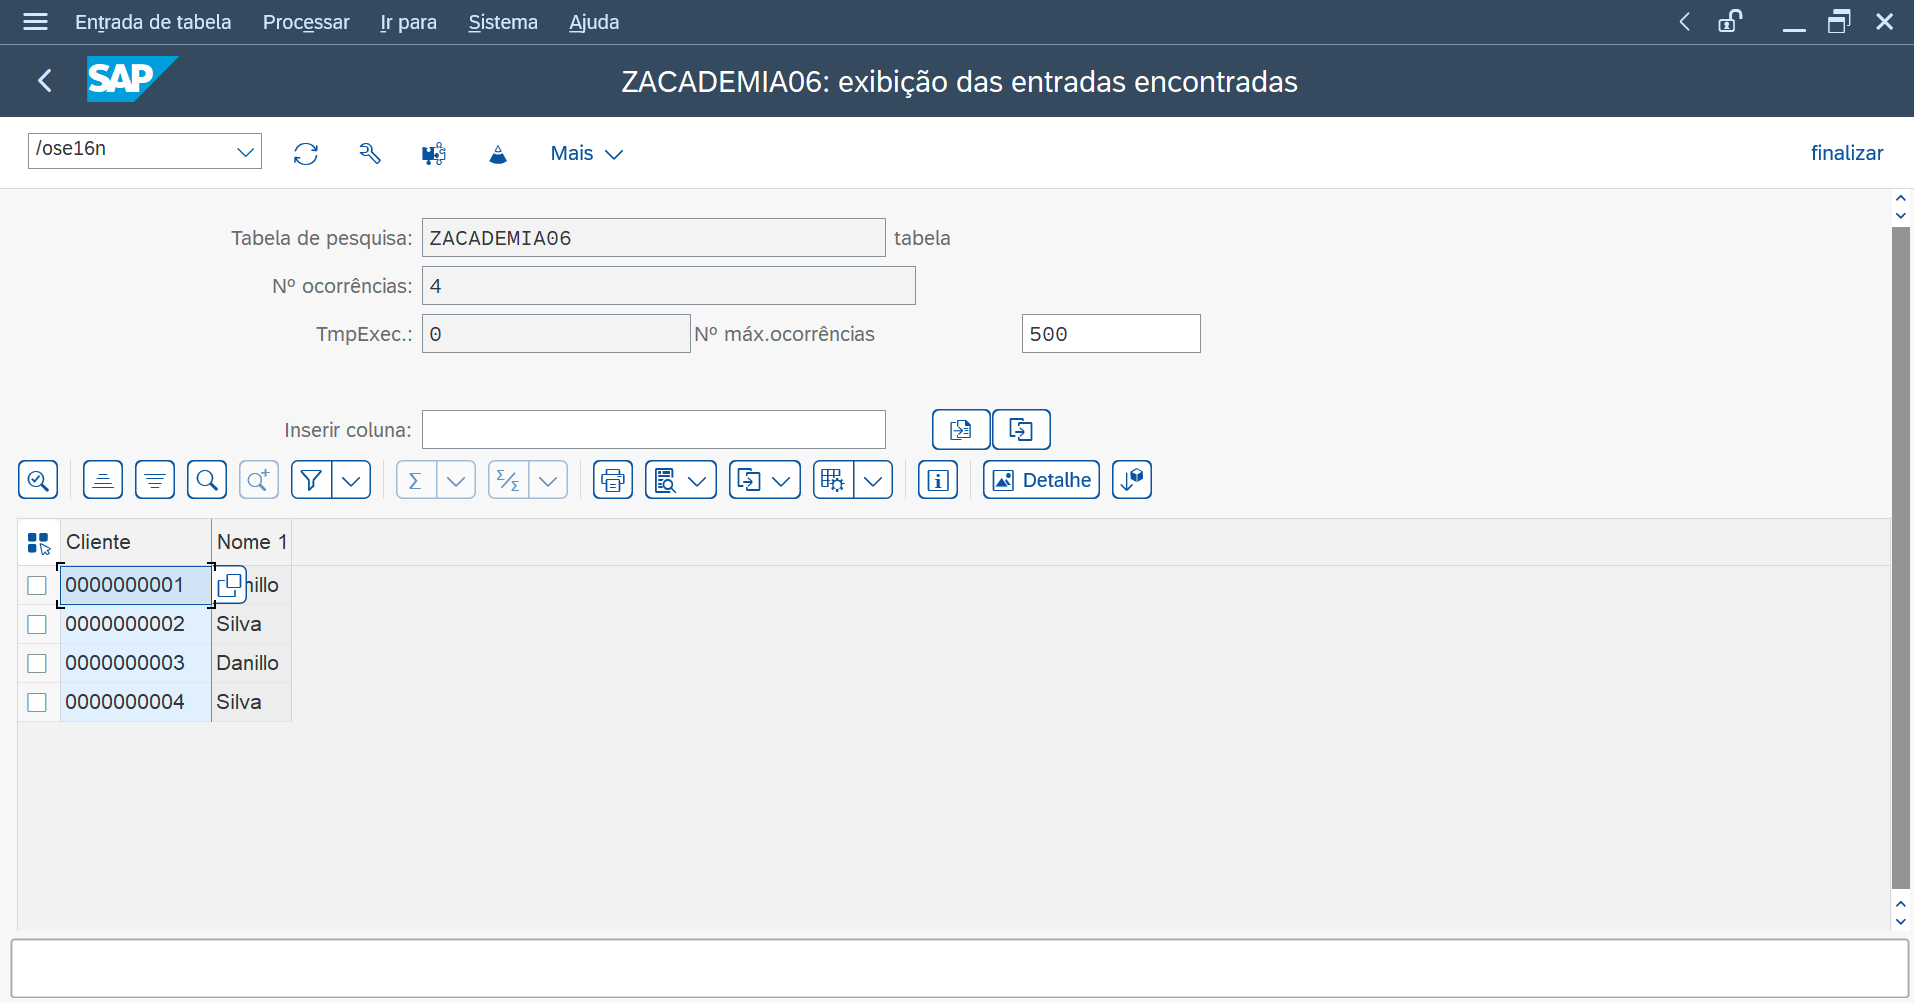 Entrada de tabela Processar Ir para Sistema Ajuda
SAP ZACADEMIA06: exibição das entradas encontradas
/ose16n Mais finalizar
Tabela de pesquisa: ZACADEMIA06 tabela
Nº ocorrências: 4
TmpExec.: 0 Nº máx.ocorrências 500
Inserir coluna:
Detalhe
Cliente Nome 1
0000000001
0000000002 Silva
0000000003 Danillo
0000000004 Silva